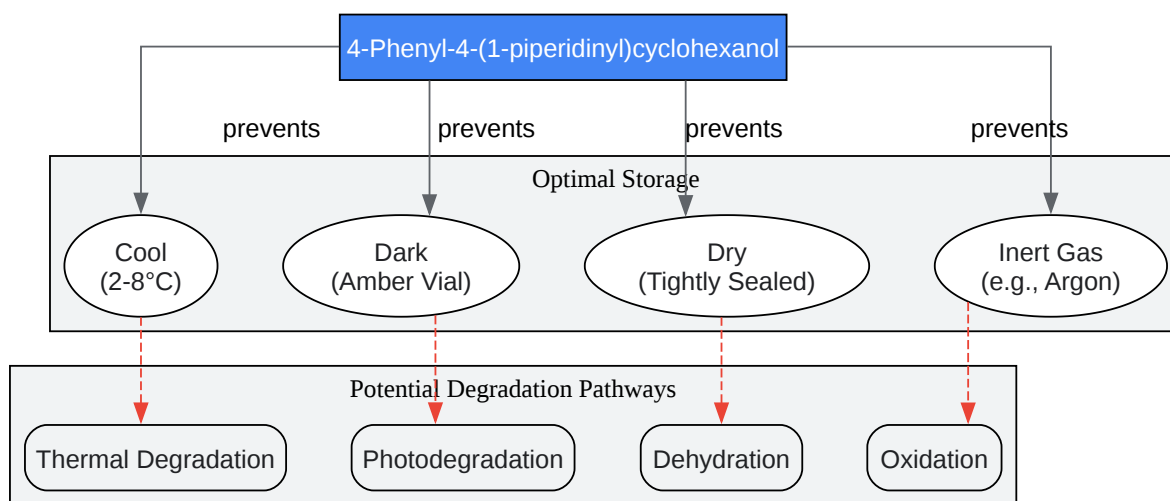 4-Phenyl-4-(1-piperidinyl)cyclohexanol
prevents prevents prevents prevents
Optimal Storage
Cool
(2-8°C)
Dark
(Amber Vial)
Dry
(Tightly Sealed)
Inert Gas
(e.g., Argon)
Potential Degradation Pathways
Thermal Degradation
Photodegradation
Dehydration
Oxidation